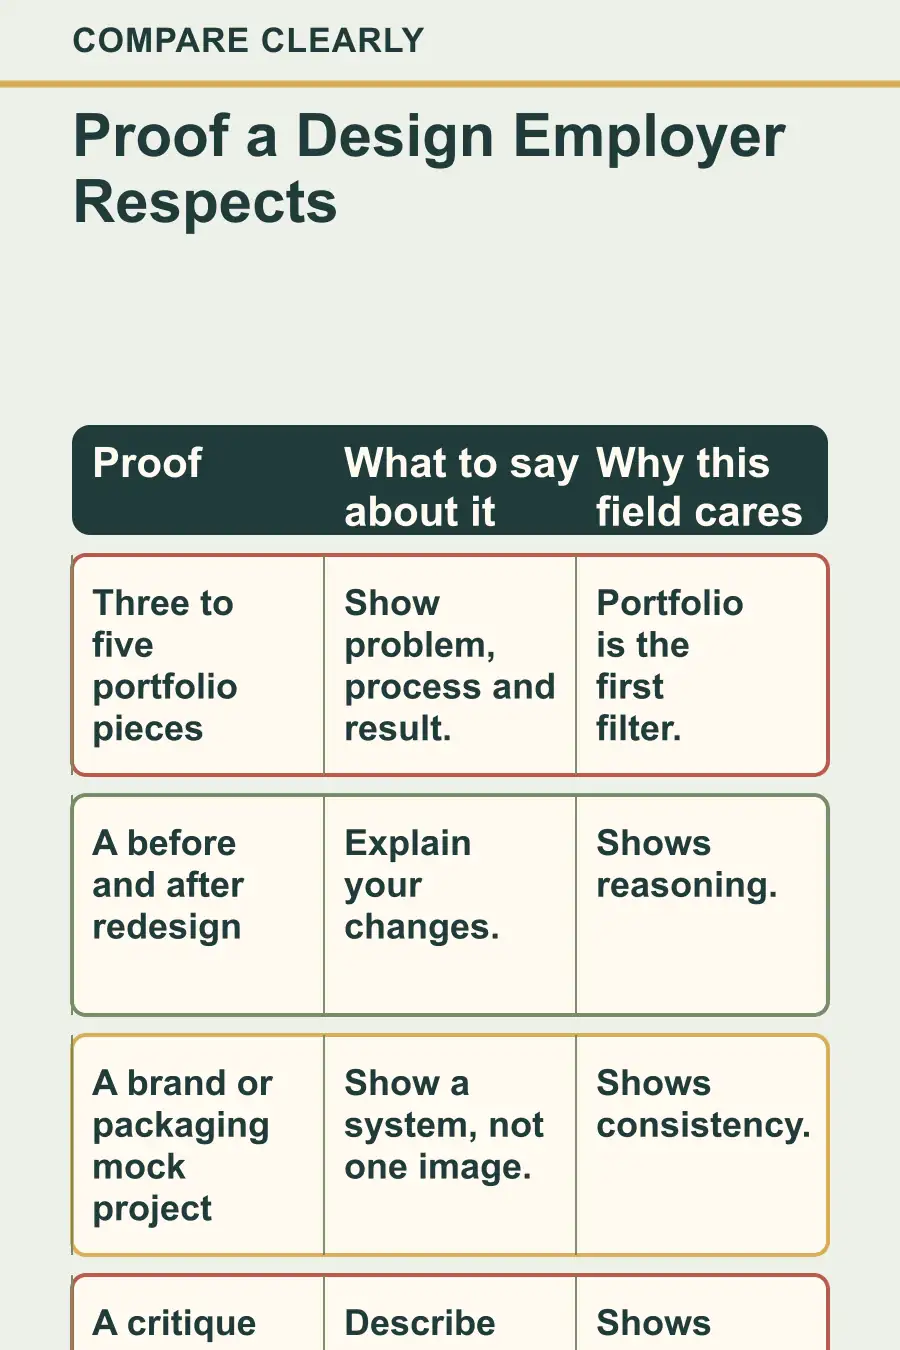 COMPARE CLEARLY
Proof a Design Employer
Respects
Proof
What to say
about it
Why this
field cares
Three to
five
portfolio
pieces
Show
problem,
process and
result.
Portfolio
is the
first
filter.
A before
and after
redesign
Explain
your
changes.
Shows
reasoning.
A brand or
packaging
mock
project
Show a
system, not
one image.
Shows
consistency.
A critique
Describe
Shows